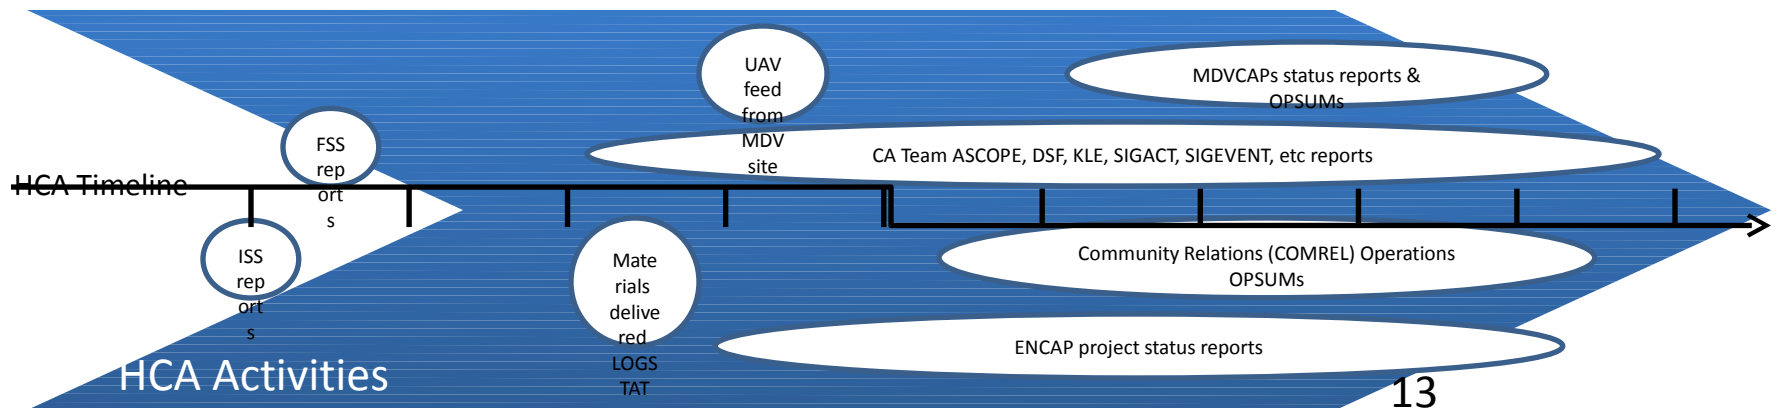 UAV
feed
from
MDV
site
MDVCAPs status reports &
OPSUMs
FSS
rep
ort
s
CA Team ASCOPE, DSF, KLE, SIGACT, SIGEVENT, etc reports
HCA Timeline
ISS
rep
ort
s
Mate
rials
delive
red
LOGS
TAT
Community Relations (COMREL) Operations
OPSUMs
ENCAP project status reports
HCA Activities
13